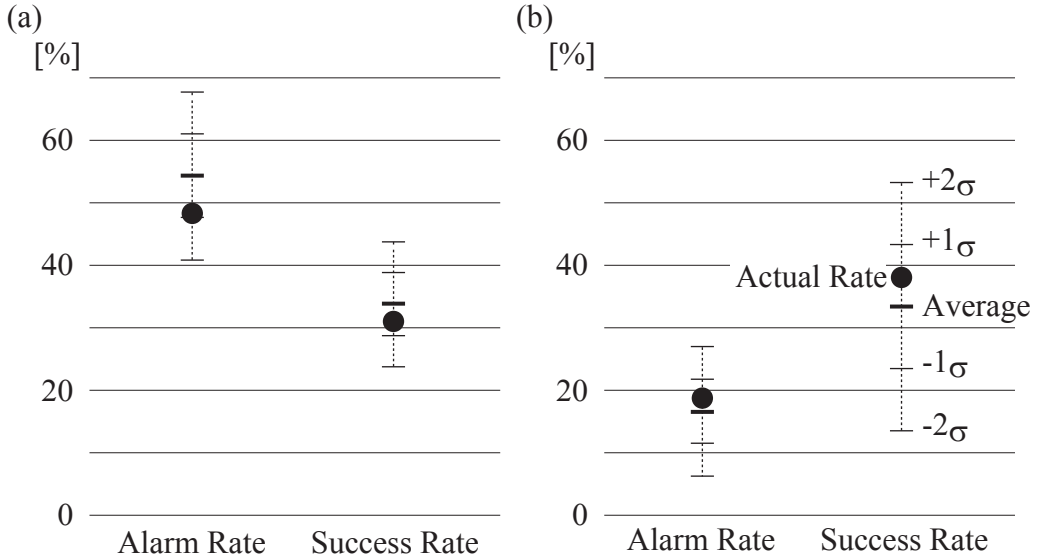 (a)
[%]
60
40
20
0
Alarm Rate
Success Rate
(b)
[%]
60
40
20
0
+2σ
+1σ
Actual Rate
Average
-1σ
-2σ
Alarm Rate
Success Rate